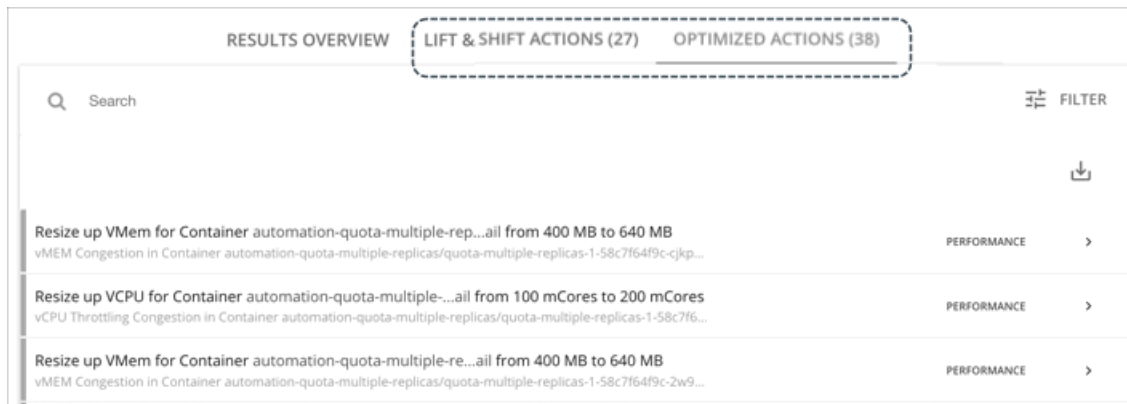 RESULTS OVERVIEW LIFT & SHIFT ACTIONS (27) OPTIMIZED ACTIONS (38)
Search FILTER
Resize up VMem for Container automation-quota-multiple-rep...ail from 400 MB to 640 MB
vMEM Congestion in Container automation-quota-multiple-replicas/quota-multiple-replicas-1-58c7f64f9c-cjkp...
PERFORMANCE
Resize up VCPU for Container automation-quota-multiple-...ail from 100 mCores to 200 mCores
vCPU Throttling Congestion in Container automation-quota-multiple-replicas/quota-multiple-replicas-1-58c7f6...
PERFORMANCE
Resize up VMem for Container automation-quota-multiple-re...ail from 400 MB to 640 MB
vMEM Congestion in Container automation-quota-multiple-replicas/quota-multiple-replicas-1-58c7f64f9c-2w9...
PERFORMANCE